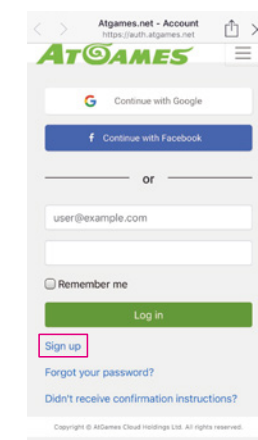 Atgames.net - Account
https://auth.atgames.net
ATGAMES
Continue with Google
f Continue with Facebook
or
user@example.com
Remember me
Log in
Sign up
Forgot your password?
Didn't receive confirmation instructions?
Copyright © AtGames Cloud Holdings Ltd. All rights reserved.